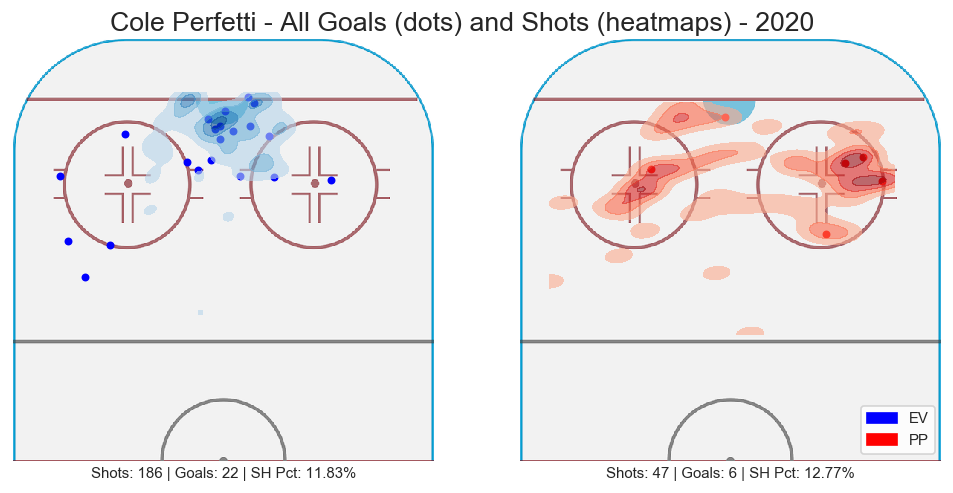 Cole Perfetti - All Goals (dots) and Shots (heatmaps) - 2020
EV
PP
Shots: 186 | Goals: 22 | SH Pct: 11.83%
Shots: 47 | Goals: 6 | SH Pct: 12.77%